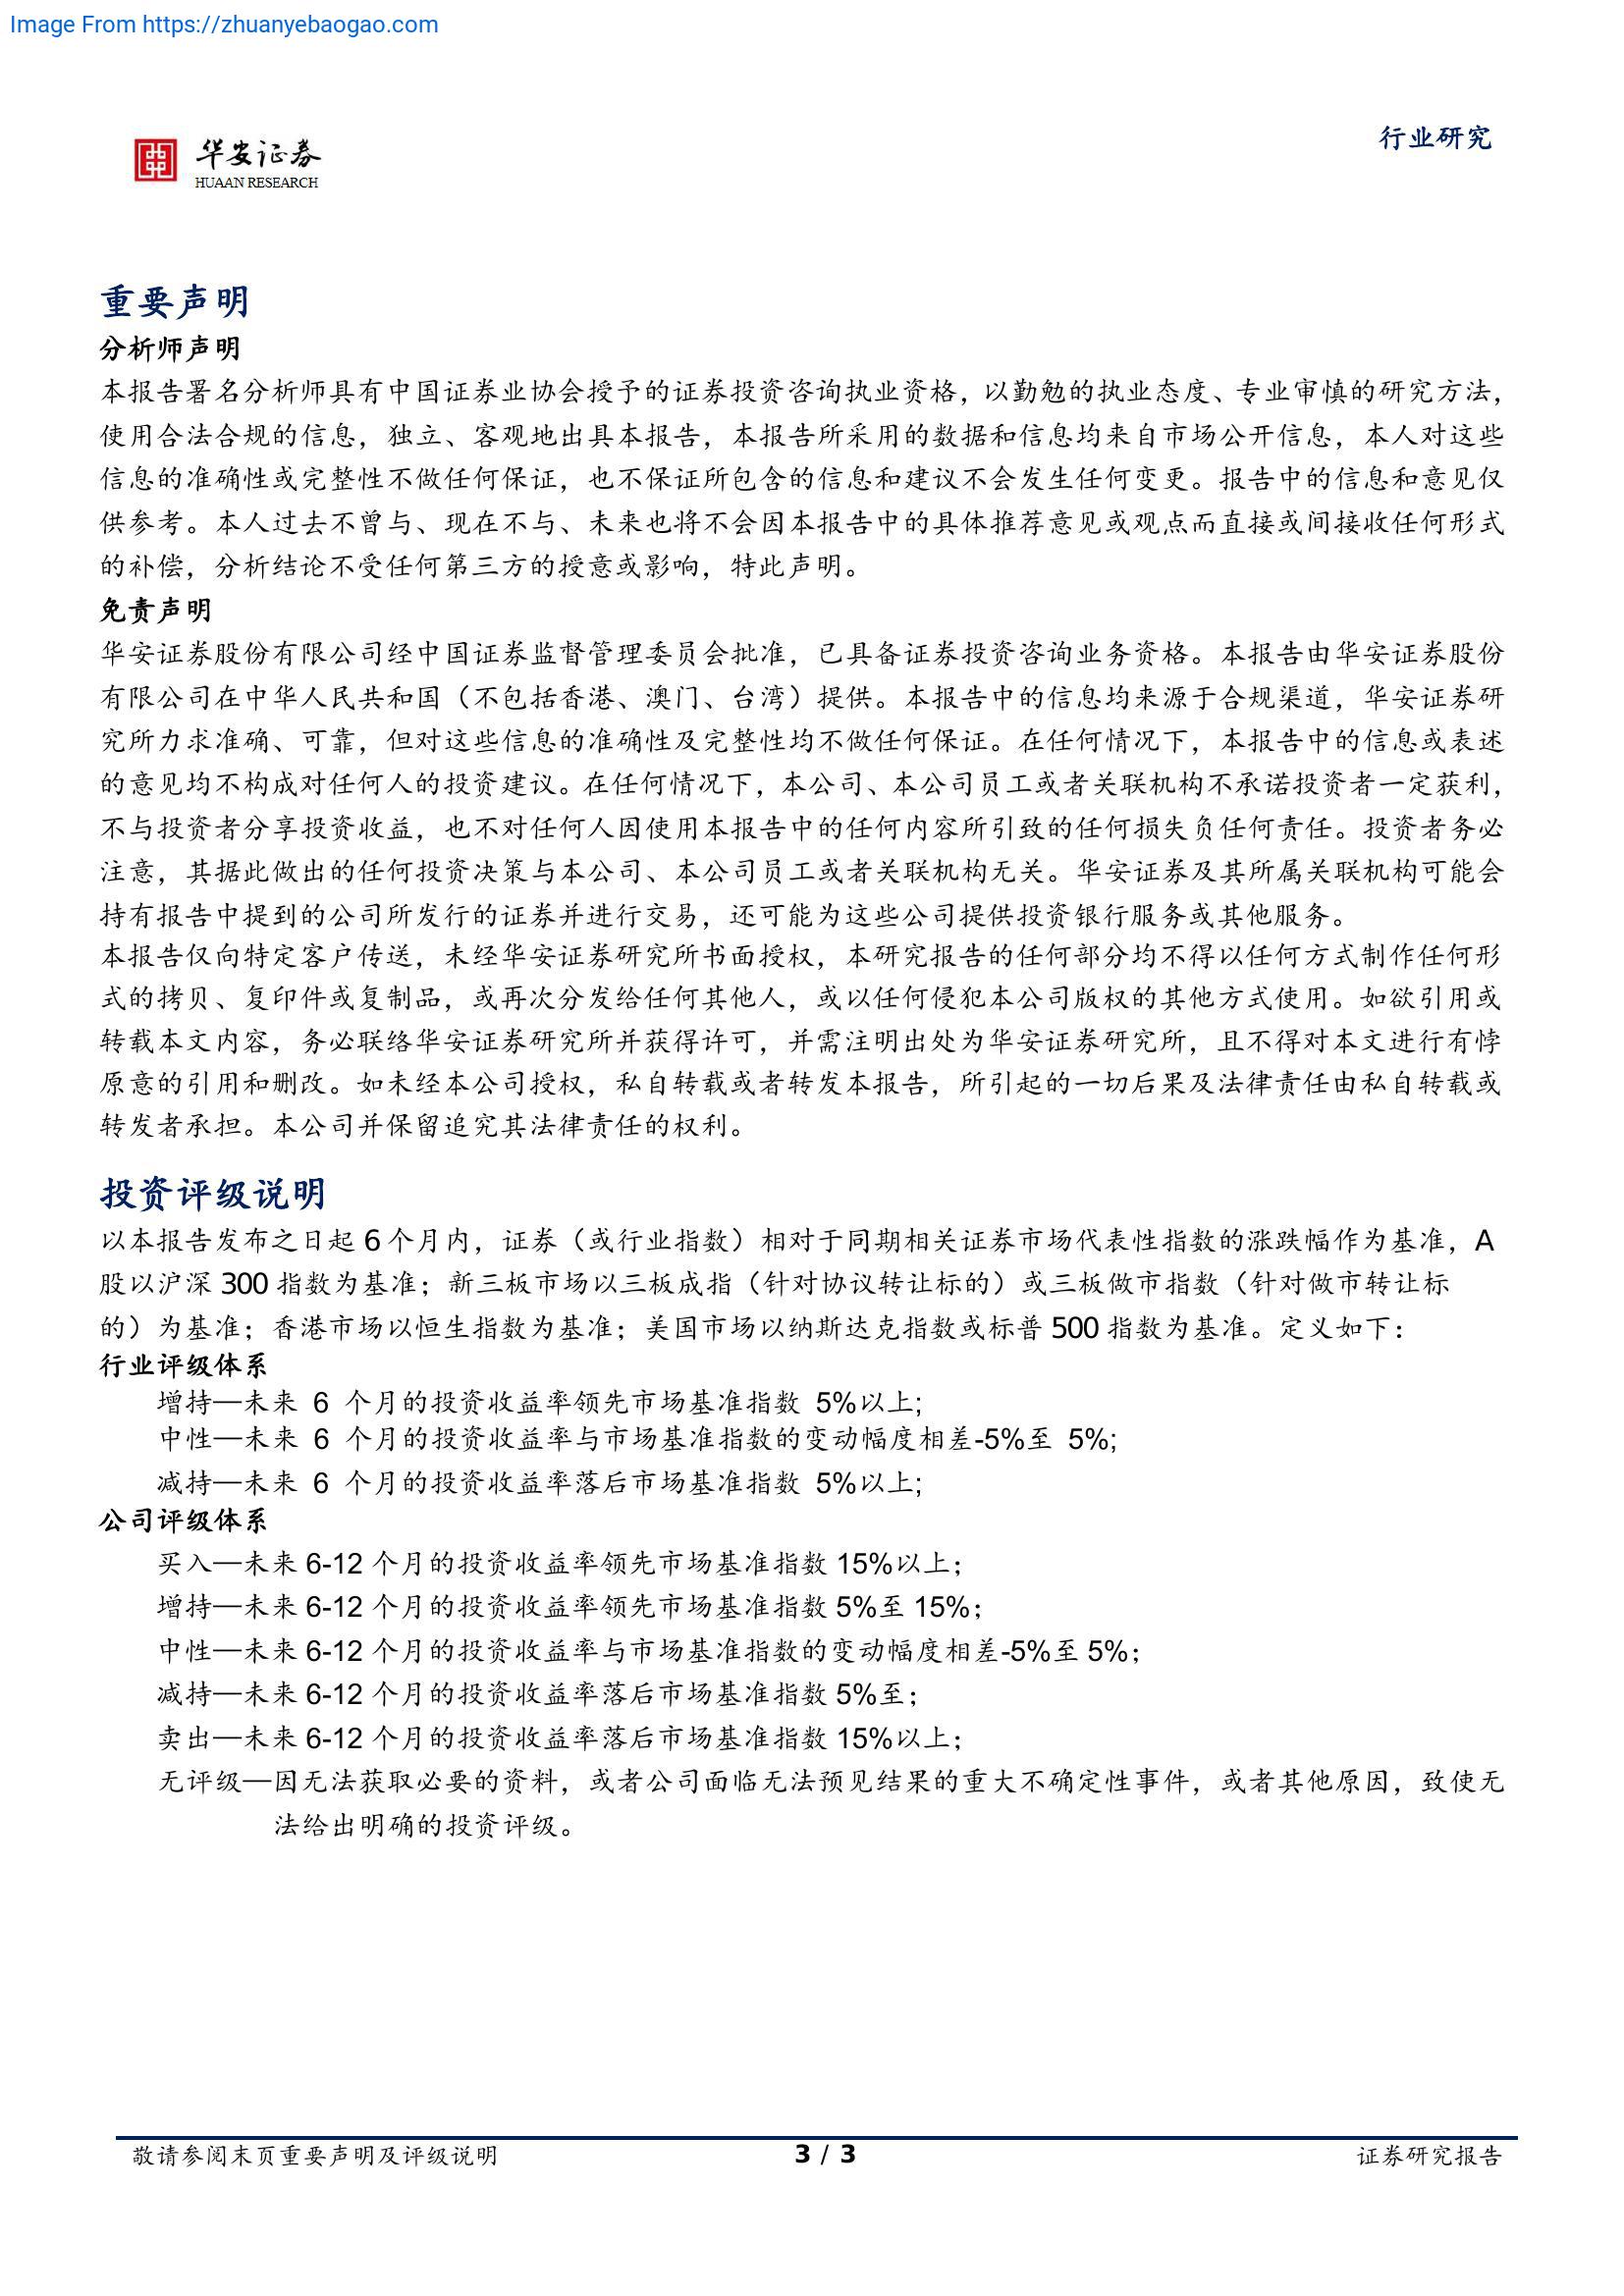 Image From https://zhuanyebaogao.com
华安证券
HUAAN RESEARCH
行业研究
重要声明
分析师声明
本报告署名分析师具有中国证券业协会授予的证券投资咨询执业资格，以勤勉的执业态度、专业审慎的研究方法，
使用合法合规的信息，独立、客观地出具本报告，本报告所采用的数据和信息均来自市场公开信息，本人对这些
信息的准确性或完整性不做任何保证，也不保证所包含的信息和建议不会发生任何变更。报告中的信息和意见仅
供参考。本人过去不曾与、现在不与、未来也将不会因本报告中的具体推荐意见或观点而直接或间接收任何形式
的补偿，分析结论不受任何第三方的授意或影响，特此声明。
免责声明
华安证券股份有限公司经中国证券监督管理委员会批准，已具备证券投资咨询业务资格。本报告由华安证券股份
有限公司在中华人民共和国（不包括香港、澳门、台湾）提供。本报告中的信息均来源于合规渠道，华安证券研
究所力求准确、可靠，但对这些信息的准确性及完整性均不做任何保证。在任何情况下，本报告中的信息或表述
的意见均不构成对任何人的投资建议。在任何情况下，本公司、本公司员工或者关联机构不承诺投资者一定获利，
不与投资者分享投资收益，也不对任何人因使用本报告中的任何内容所引致的任何损失负任何责任。投资者务必
注意，其据此做出的任何投资决策与本公司、本公司员工或者关联机构无关。华安证券及其所属关联机构可能会
持有报告中提到的公司所发行的证券并进行交易，还可能为这些公司提供投资银行服务或其他服务。
本报告仅向特定客户传送，未经华安证券研究所书面授权，本研究报告的任何部分均不得以任何方式制作任何形
式的拷贝、复印件或复制品，或再次分发给任何其他人，或以任何侵犯本公司版权的其他方式使用。如欲引用或
转载本文内容，务必联络华安证券研究所并获得许可，并需注明出处为华安证券研究所，且不得对本文进行有悖
原意的引用和删改。如未经本公司授权，私自转载或者转发本报告，所引起的一切后果及法律责任由私自转载或
转发者承担。本公司并保留追究其法律责任的权利。
投资评级说明
以本报告发布之日起 6 个月内，证券（或行业指数）相对于同期相关证券市场代表性指数的涨跌幅作为基准，A
股以沪深 300 指数为基准；新三板市场以三板成指（针对协议转让标的）或三板做市指数（针对做市转让标
的）为基准；香港市场以恒生指数为基准；美国市场以纳斯达克指数或标普 500 指数为基准。定义如下：
行业评级体系
增持—未来 6 个月的投资收益率领先市场基准指数 5%以上;
中性—未来 6 个月的投资收益率与市场基准指数的变动幅度相差-5%至 5%;
减持—未来 6 个月的投资收益率落后市场基准指数 5%以上;
公司评级体系
买入—未来 6-12 个月的投资收益率领先市场基准指数 15%以上；
增持—未来 6-12 个月的投资收益率领先市场基准指数 5%至 15%；
中性—未来 6-12 个月的投资收益率与市场基准指数的变动幅度相差-5%至 5%；
减持—未来 6-12 个月的投资收益率落后市场基准指数 5%至；
卖出—未来 6-12 个月的投资收益率落后市场基准指数 15%以上；
无评级—因无法获取必要的资料，或者公司面临无法预见结果的重大不确定性事件，或者其他原因，致使无
法给出明确的投资评级。
敬请参阅末页重要声明及评级说明
3 / 3
证券研究报告